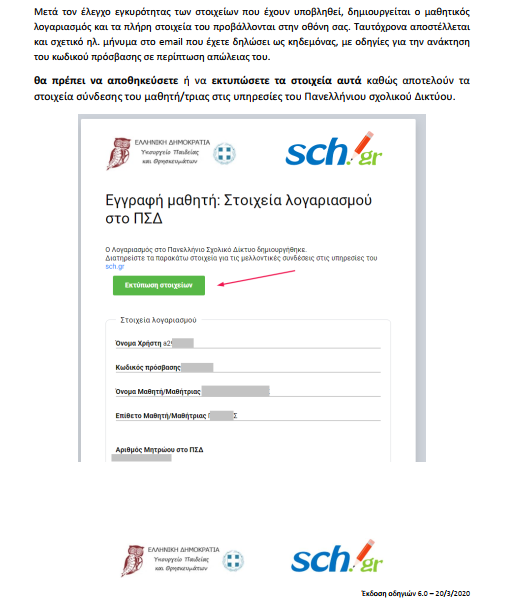 Μετά τον έλεγχο εγκυρότητας των στοιχείων που έχουν υποβληθεί, δημιουργείται ο μαθητικός
λογαριασμός και τα πλήρη στοιχεία του προβάλλονται στην οθόνη σας. Ταυτόχρονα αποστέλλεται
και σχετικό ηλ. μήνυμα στο email που έχετε δηλώσει ως κηδεμόνας, με οδηγίες για την ανάκτηση
του κωδικού πρόσβασης σε περίπτωση απώλειας του.
θα πρέπει να αποθηκεύσετε ή να εκτυπώσετε τα στοιχεία αυτά καθώς αποτελούν τα
στοιχεία σύνδεσης του μαθητή/τριας στις υπηρεσίες του Πανελλήνιου σχολικού Δικτύου.
ΕΛΛΗΝΙΚΗ ΔΗΜΟΚΡΑΤΙΑ
Υπουργείο Παιδείας
και Θρησκευμάτων
sch.gr
Εγγραφή μαθητή: Στοιχεία λογαριασμού
στο ΠΣΔ
Ο Λογαριασμός στο Πανελλήνιο Σχολικό Δίκτυο δημιουργήθηκε.
Διατηρείστε τα παρακάτω στοιχεία για τις μελλοντικές συνδέσεις στις υπηρεσίες του
sch.gr
Εκτύπωση στοιχείων
Στοιχεία λογαριασμού
Όνομα Χρήστη a2
Κωδικός πρόσβασης
Όνομα Μαθητή/Μαθήτριας
Επίθετο Μαθητή/Μαθήτριας Σ
Αριθμός Μητρώου στο ΠΣΔ
ΕΛΛΗΝΙΚΗ ΔΗΜΟΚΡΑΤΙΑ
Υπουργείο Παιδείας
και Θρησκευμάτων
sch.gr
Έκδοση οδηγιών 6.0 – 20/3/2020